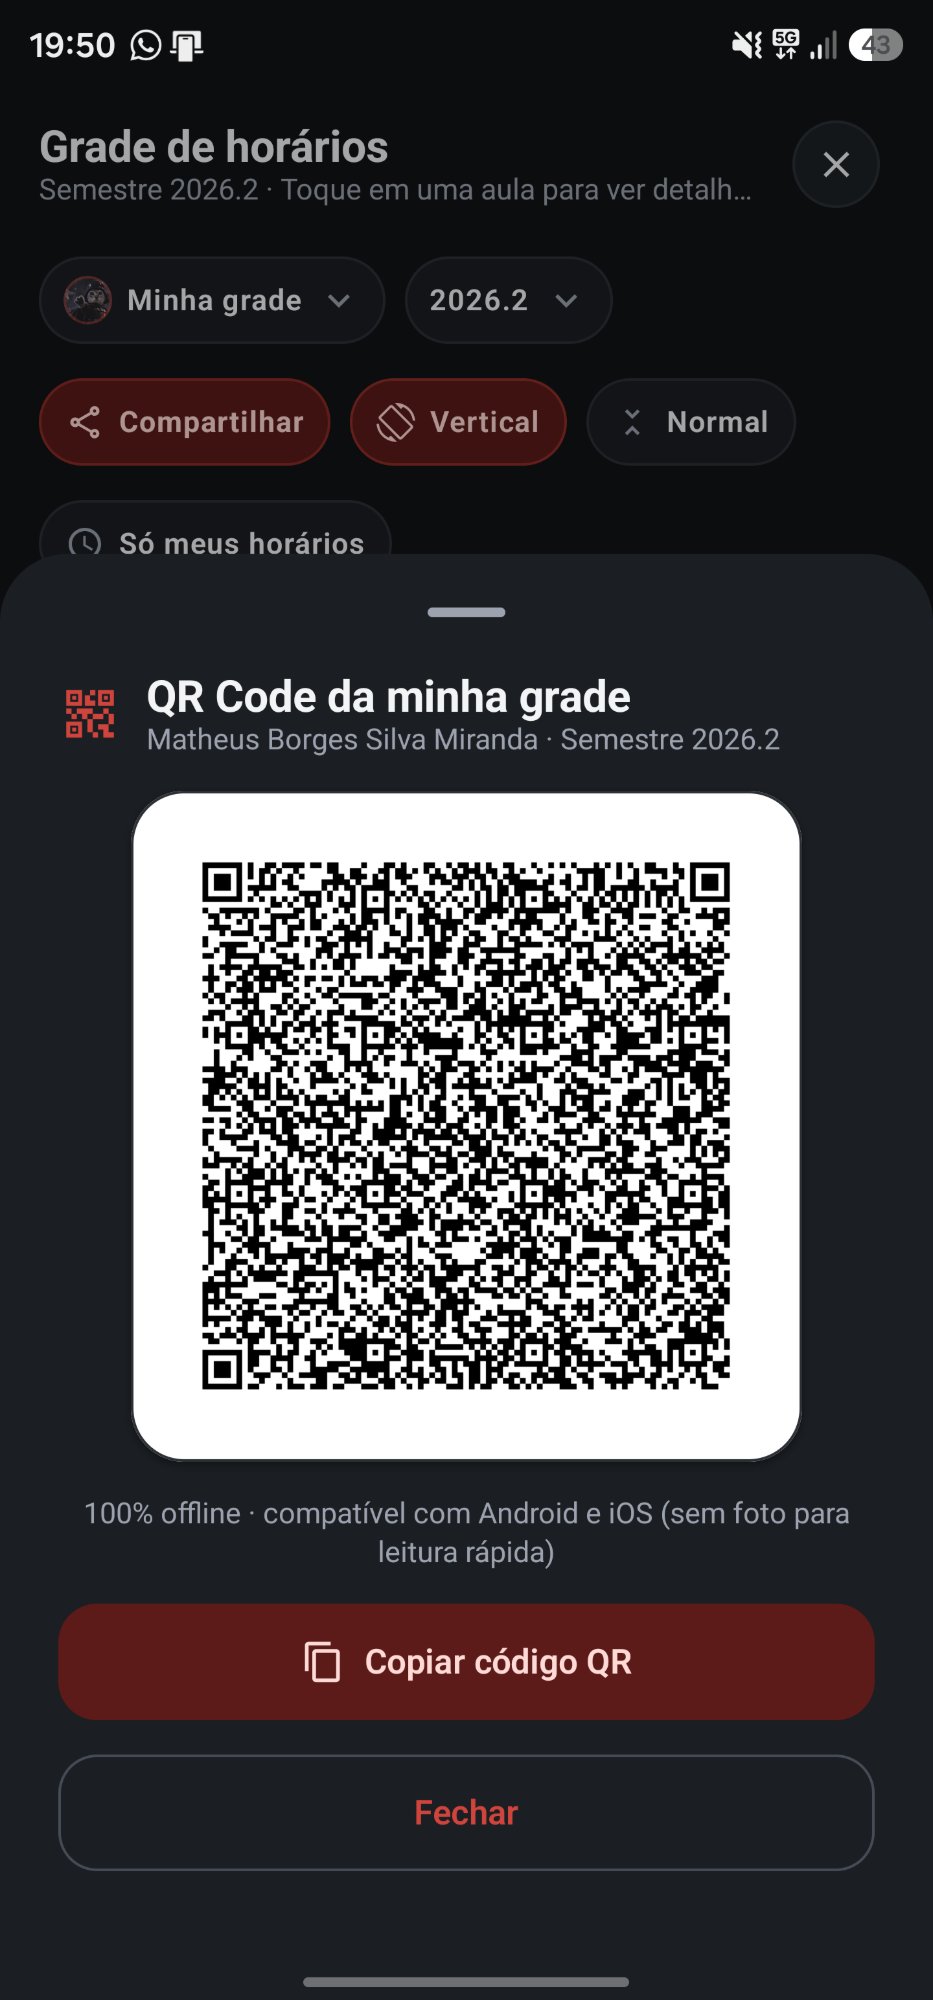 19:50
5G
43
Grade de horários
Semestre 2026.2 · Toque em uma aula para ver detalh...
Minha grade
2026.2
Compartilhar
Vertical
Normal
Só meus horários
QR Code da minha grade
Matheus Borges Silva Miranda · Semestre 2026.2
100% offline · compatível com Android e iOS (sem foto para
leitura rápida)
Copiar código QR
Fechar